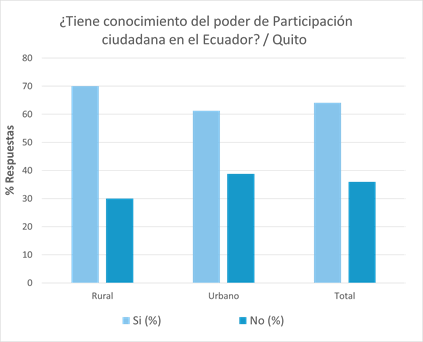 ¿Tiene conocimiento del poder de Participación
ciudadana en el Ecuador? / Quito
80
70
60
50
40
30
20
10
0
% Respuestas
Rural
Urbano
Total
Si (%)
No (%)